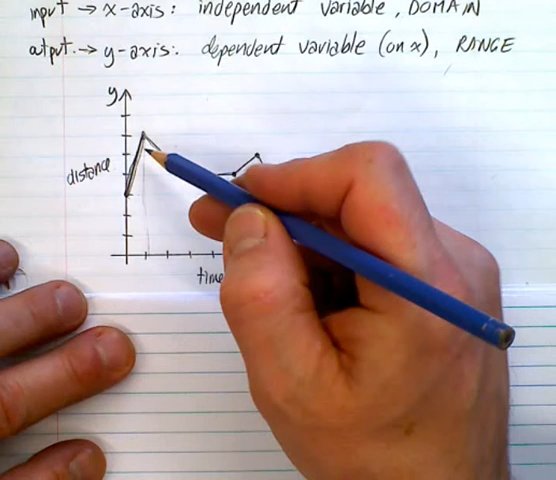 input → x-axis: independent variable, DOMAIN
output → y-axis: dependent variable (on x), RANGE
y
distance
time